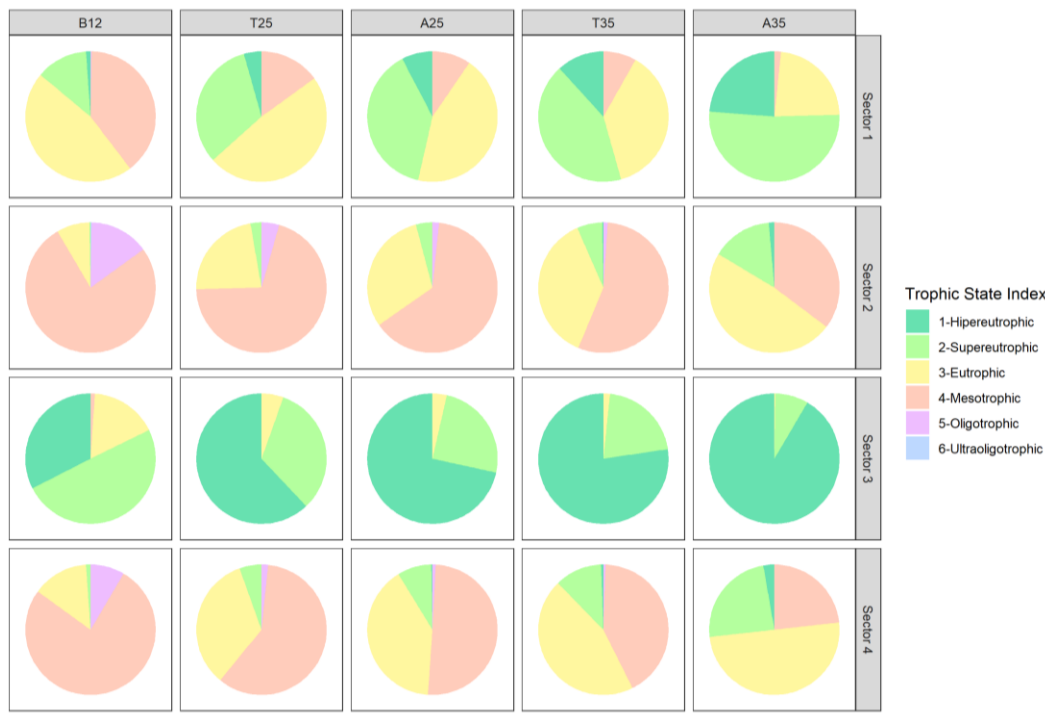 B12 T25 A25 T35 A35
Sector 1
Sector 2
Sector 3
Sector 4
Trophic State Index
1-Hipereutrophic
2-Supereutrophic
3-Eutrophic
4-Mesotrophic
5-Oligotrophic
6-Ultraoligotrophic